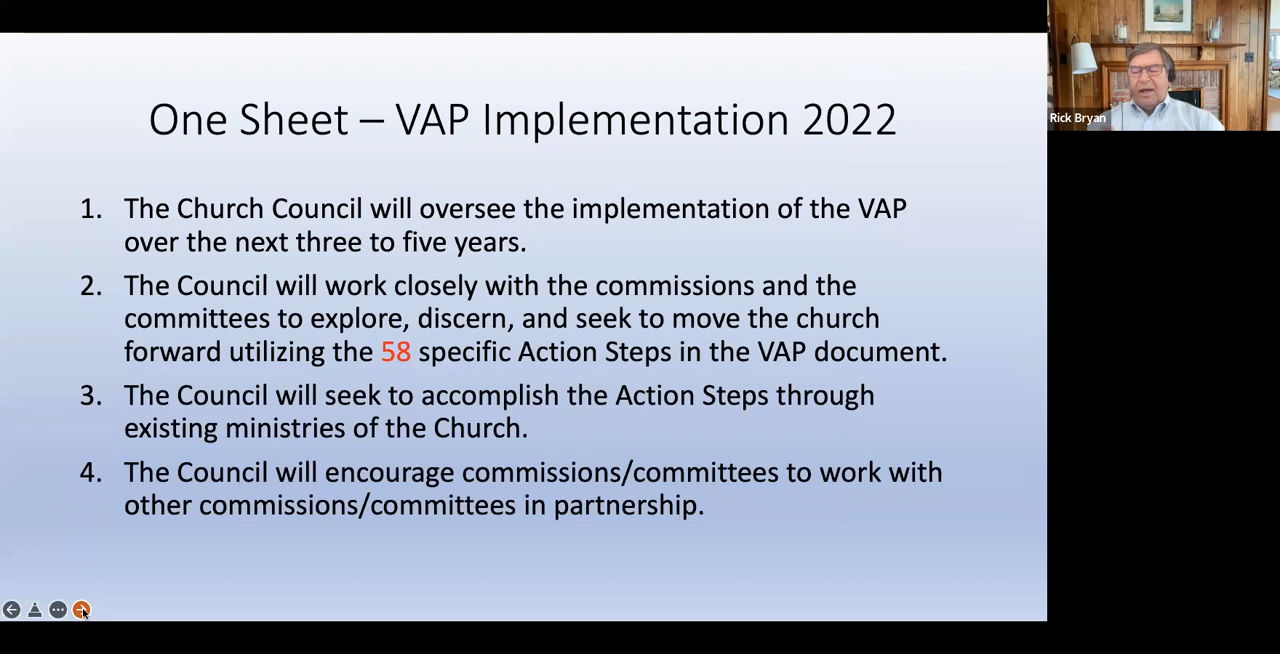 One Sheet – VAP Implementation 2022
1. The Church Council will oversee the implementation of the VAP
over the next three to five years.
2. The Council will work closely with the commissions and the
committees to explore, discern, and seek to move the church
forward utilizing the 58 specific Action Steps in the VAP document.
3. The Council will seek to accomplish the Action Steps through
existing ministries of the Church.
4. The Council will encourage commissions/committees to work with
other commissions/committees in partnership.
Rick Bryan